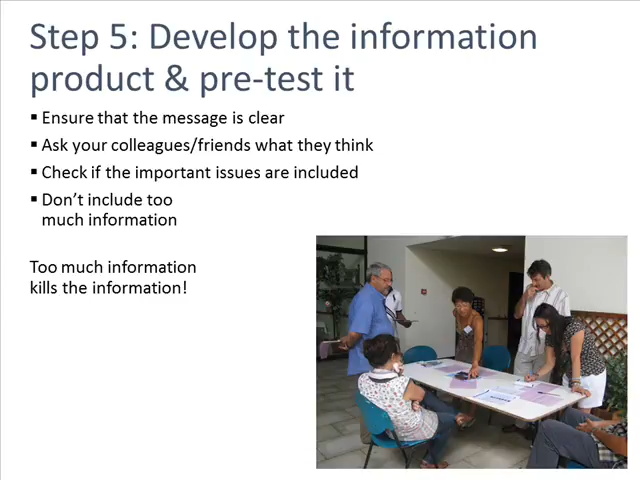 Step 5: Develop the information
product & pre-test it
▪ Ensure that the message is clear
▪ Ask your colleagues/friends what they think
▪ Check if the important issues are included
▪ Don’t include too
much information
Too much information
kills the information!